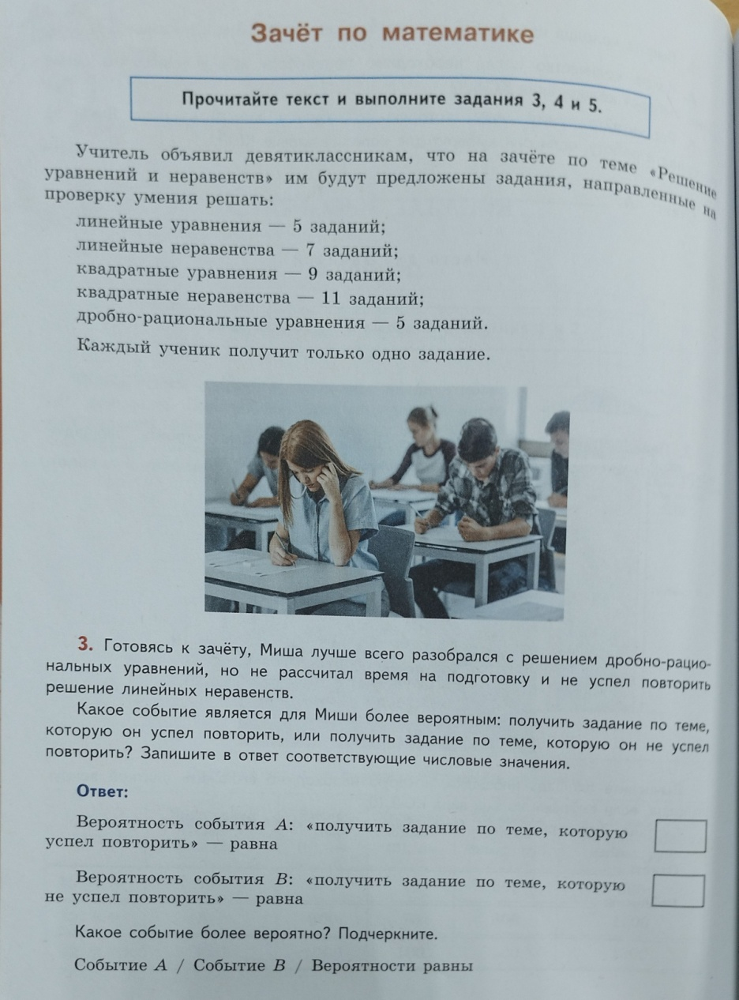 Зачёт по математике
Прочитайте текст и выполните задания 3, 4 и 5.
Учитель объявил девятиклассникам, что на зачёте по теме «Решение
уравнений и неравенств» им будут предложены задания, направленные на
проверку умения решать:
линейные уравнения — 5 заданий;
линейные неравенства — 7 заданий;
квадратные уравнения — 9 заданий;
квадратные неравенства — 11 заданий;
дробно-рациональные уравнения — 5 заданий.
Каждый ученик получит только одно задание.
3. Готовясь к зачёту, Миша лучше всего разобрался с решением дробно-рацио-
нальных уравнений, но не рассчитал время на подготовку и не успел повторить
решение линейных неравенств.
Какое событие является для Миши более вероятным: получить задание по теме,
которую он успел повторить, или получить задание по теме, которую он не успел
повторить? Запишите в ответ соответствующие числовые значения.
Ответ:
Вероятность события А: «получить задание по теме, которую
успел повторить» — равна
Вероятность события В: «получить задание по теме, которую
не успел повторить» — равна
Какое событие более вероятно? Подчеркните.
Событие А / Событие В / Вероятности равны